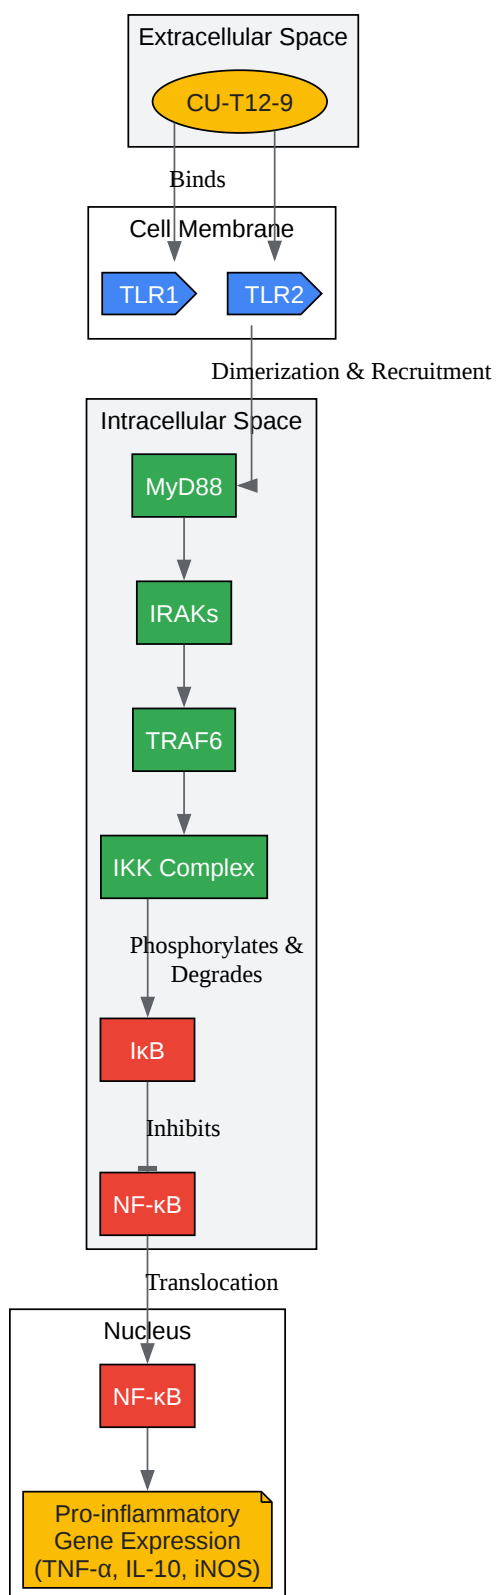 Extracellular Space
CU-T12-9
Binds
Cell Membrane
TLR1
TLR2
Dimerization & Recruitment
Intracellular Space
MyD88
IRAKs
TRAF6
IKK Complex
Phosphorylates &
Degrades
IκB
Inhibits
NF-κB
Translocation
Nucleus
NF-κB
Pro-inflammatory
Gene Expression
(TNF-α, IL-10, iNOS)